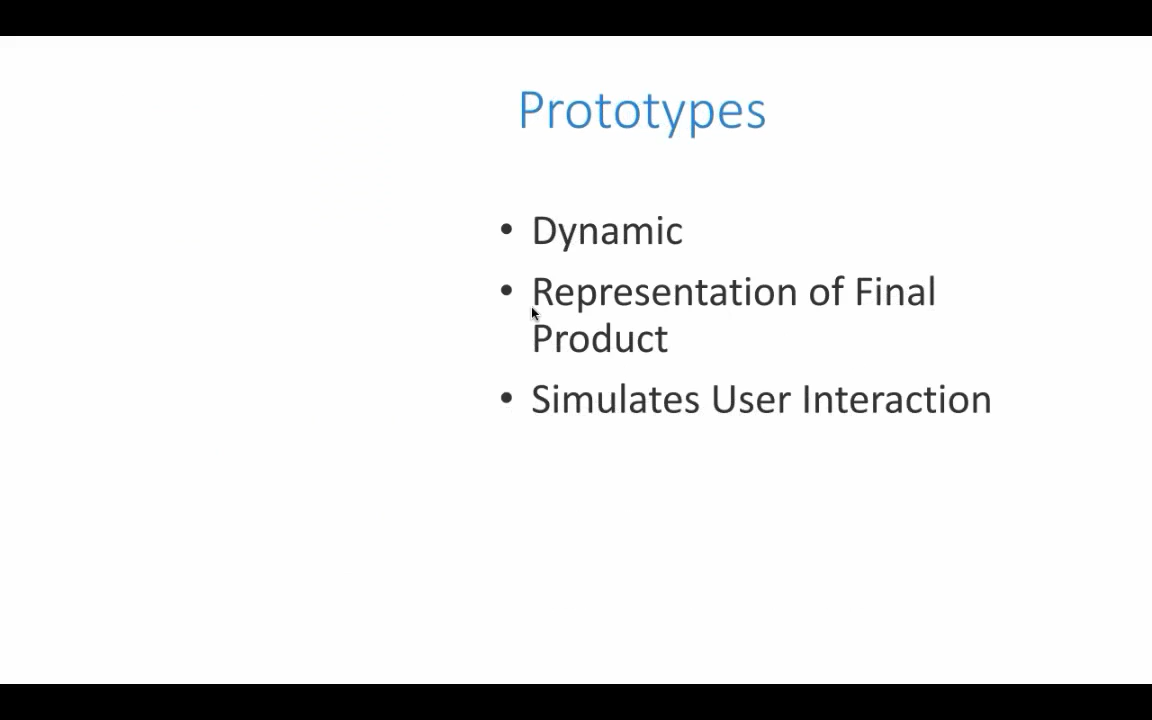 Prototypes
• Dynamic
• Representation of Final
Product
• Simulates User Interaction